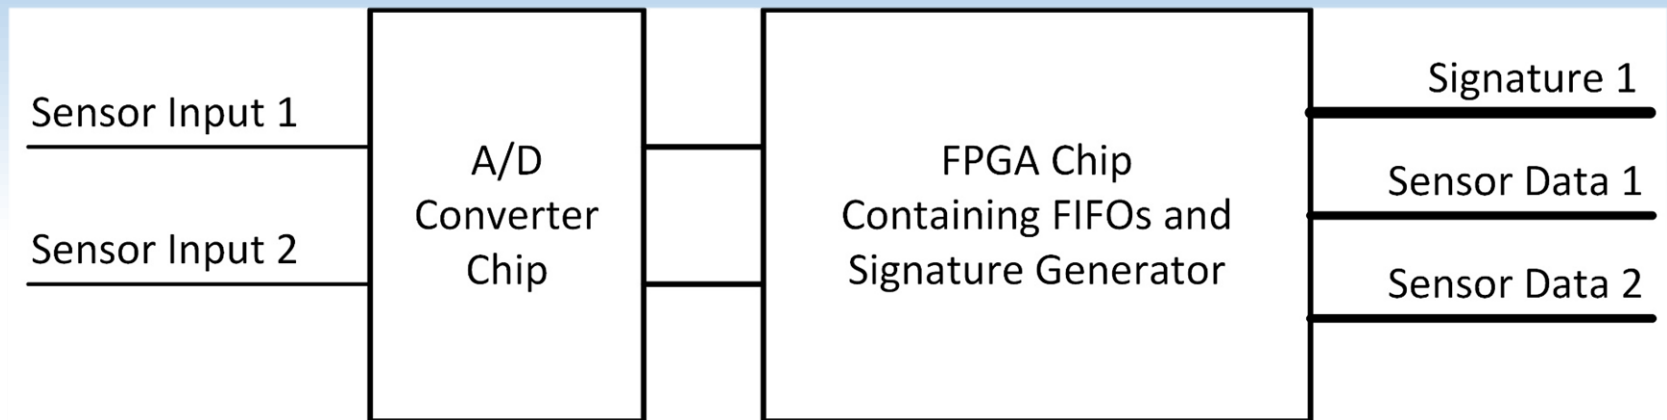 Sensor Input 1
Sensor Input 2
A/D
Converter
Chip
FPGA Chip
Containing FIFOs and
Signature Generator
Signature 1
Sensor Data 1
Sensor Data 2